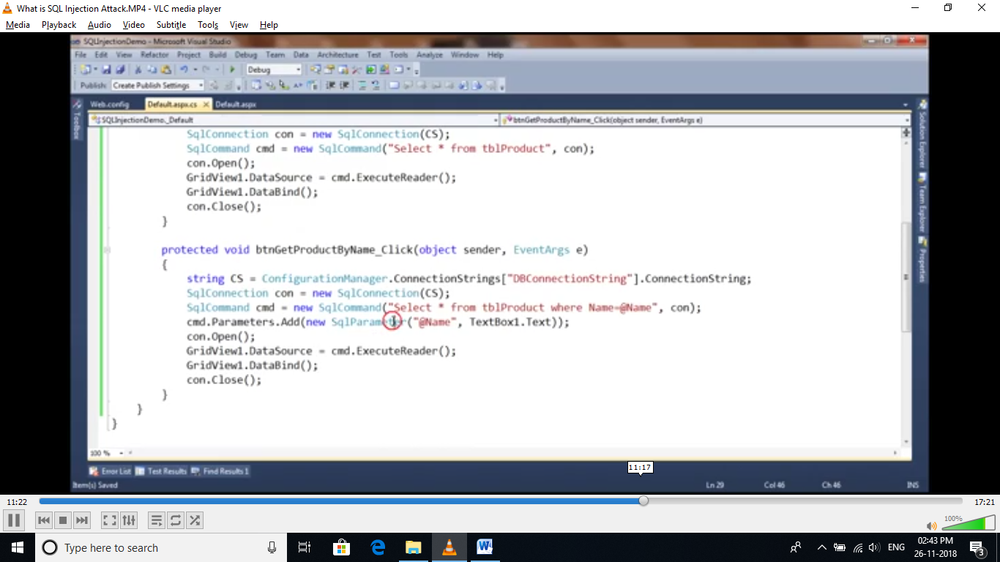 What is SQL Injection Attack.MP4 - VLC media player
Media Playback Audio Video Subtitle Tools View Help
SQLInjectionDemo - Microsoft Visual Studio
File Edit View Refactor Project Build Debug Team Data Architecture Test Tools Analyze Window Help
Debug
Publish: Create Publish Settings
Web.config Default.aspx.cs Default.aspx
Toolbox
SQLInjectionDemo._Default btnGetProductByName_Click(object sender, EventArgs e)
Solution Explorer
Team Explorer
Properties
SqlConnection con = new SqlConnection(CS);
SqlCommand cmd = new SqlCommand("Select * from tblProduct", con);
con.Open();
GridView1.DataSource = cmd.ExecuteReader();
GridView1.DataBind();
con.Close();
}
protected void btnGetProductByName_Click(object sender, EventArgs e)
{
string CS = ConfigurationManager.ConnectionStrings["DBConnectionString"].ConnectionString;
SqlConnection con = new SqlConnection(CS);
SqlCommand cmd = new SqlCommand("Select * from tblProduct where Name=@Name", con);
cmd.Parameters.Add(new SqlParameter("@Name", TextBox1.Text));
con.Open();
GridView1.DataSource = cmd.ExecuteReader();
GridView1.DataBind();
con.Close();
}
}
}
100 %
Error List Test Results Find Results 1
Item(s) Saved Ln 29 Col 46 Ch 46 INS
11:17
11:22 17:21
100%
Type here to search
ENG
02:43 PM
26-11-2018
3